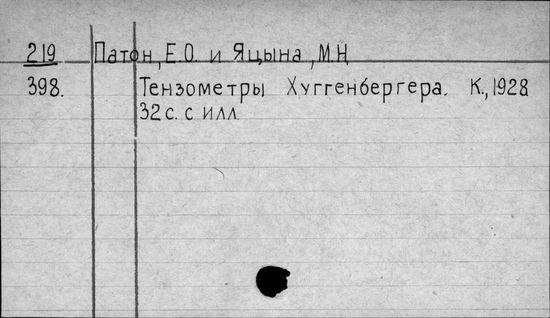 219 Патон, Е.О. и Яцына, М.Н.
398. Тензометры Хуггенбергера. К., 1928
32 с. с илл.